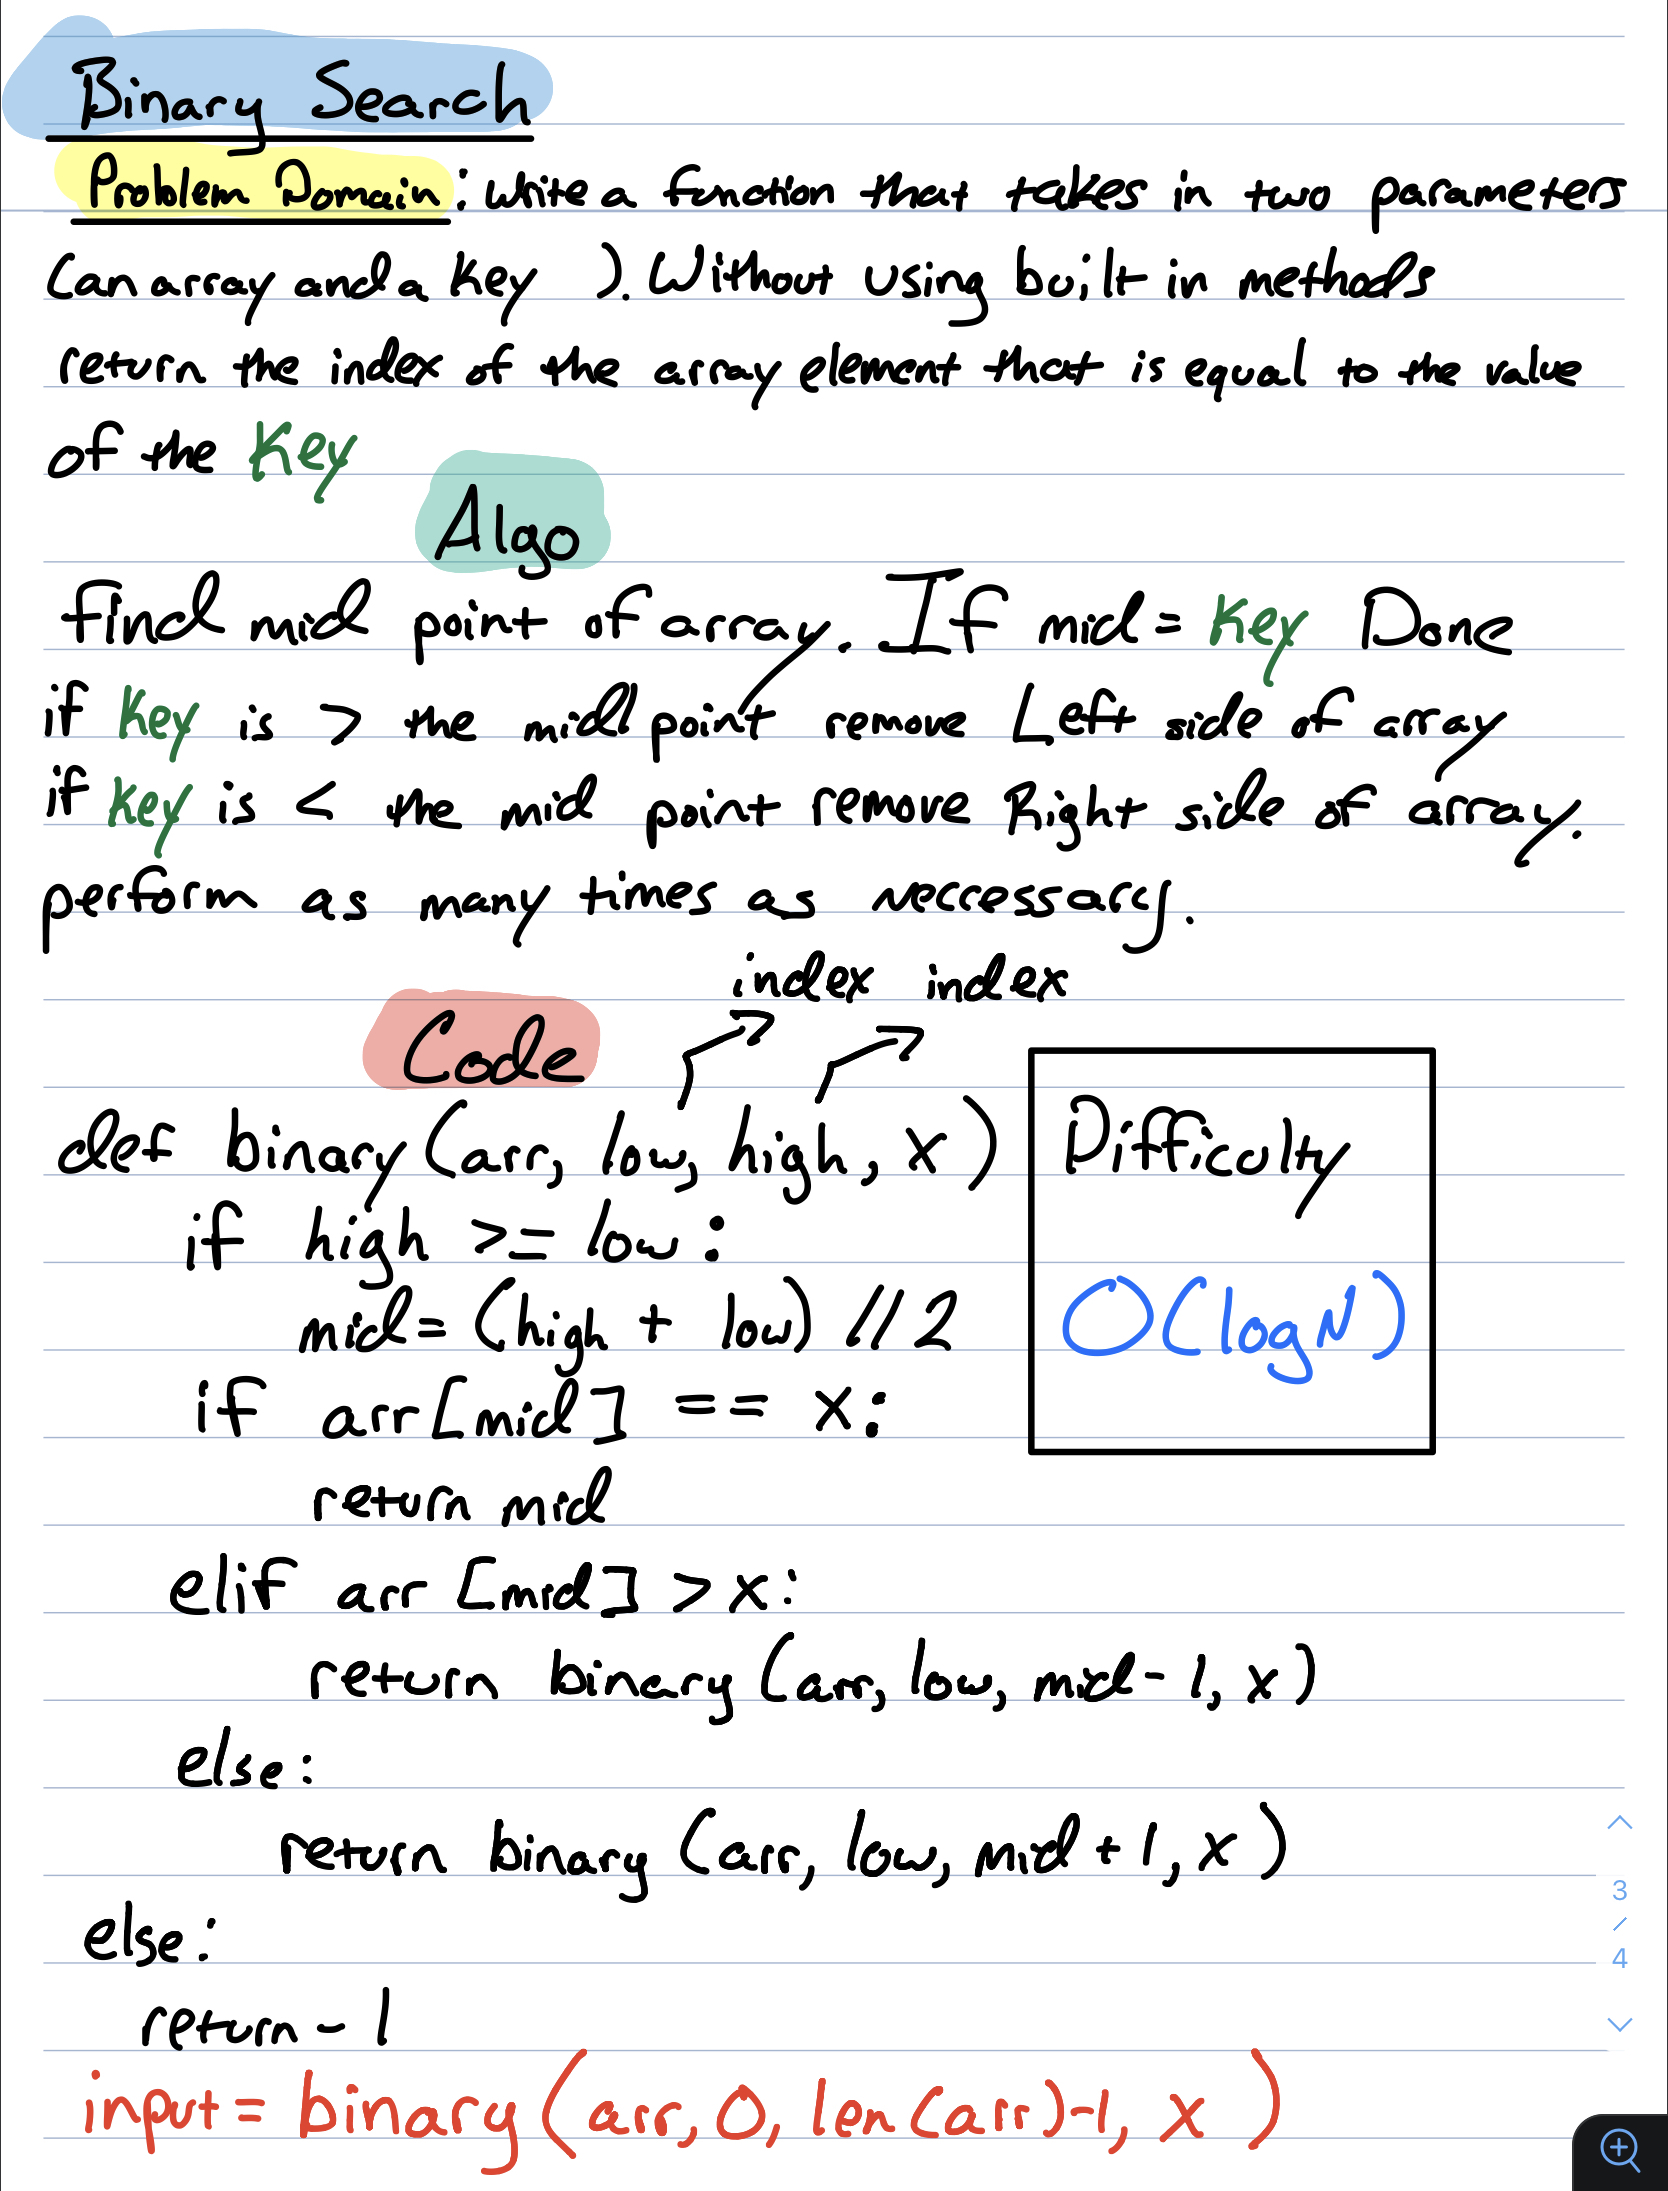 Binary Search
Problem Domain: write a function that takes in two parameters
(an array and a key ). Without using built in methods
return the index of the array element that is equal to the value
of the Key
Algo
find mid point of array. If mid = key Done
if key is > the mid point remove Left side of array
if key is < the mid point remove Right side of array.
perform as many times as neccressary.
index index
Code
def binary (arr, low, high, x)
Difficulty
if high >= low:
mid = (high + low) //2
O(log N)
if arr[mid] == x:
return mid
elif arr [mid] > x:
return binary (arr, low, mid - 1, x)
else:
return binary (arr, low, mid + 1, x)
else:
return - 1
input = binary (arr, 0, len(arr)-1, x )
3
/
4